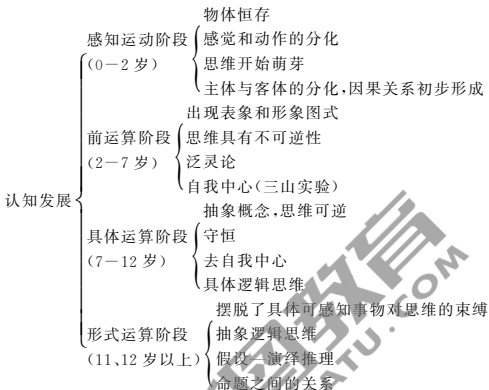 物体恒存
感知运动阶段 感觉和动作的分化
(0－2 岁) 思维开始萌芽
主体与客体的分化,因果关系初步形成
出现表象和形象图式
前运算阶段 思维具有不可逆性
(2－7 岁) 泛灵论
自我中心(三山实验)
认知发展
抽象概念,思维可逆
具体运算阶段 守恒
(7－12 岁) 去自我中心
具体逻辑思维
摆脱了具体可感知事物对思维的束缚
形式运算阶段 抽象逻辑思维
(11、12 岁以上) 假设—演绎推理
命题之间的关系